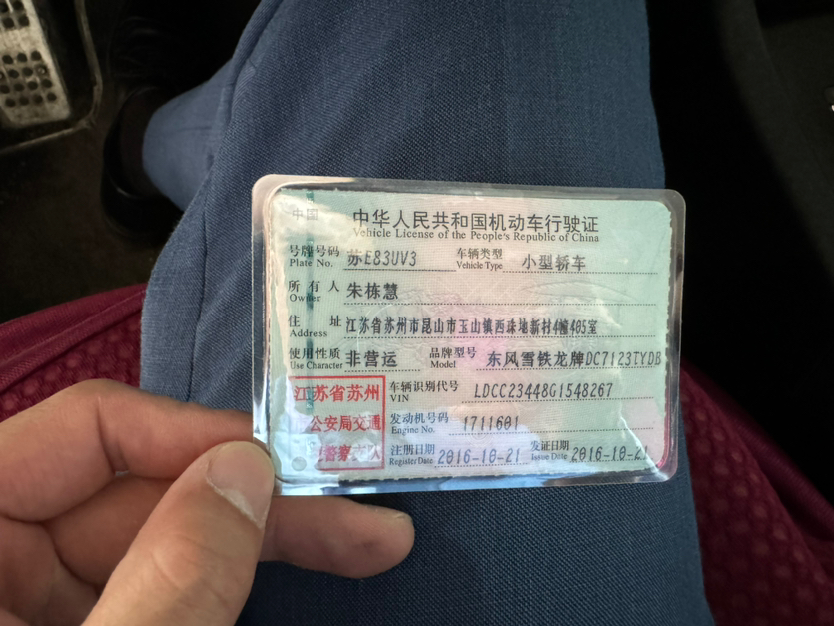 中国
中华人民共和国机动车行驶证
Vehicle License of the People's Republic of China
号牌号码 苏E83UV3 车辆类型 小型轿车
Plate No. Vehicle Type
所有人 朱栋慧
Owner
住址 江苏省苏州市昆山市玉山镇西珠地新村4幢405室
Address
使用性质 非营运 品牌型号 东风雪铁龙牌DC7123TYDB
Use Character Model
江苏省苏州 车辆识别代号 LDCC23448G1548267
VIN
公安局交通 发动机号码 1711601
Engine No.
警察 注册日期 2016-10-21 发证日期 2016-10-21
Register Date Issue Date